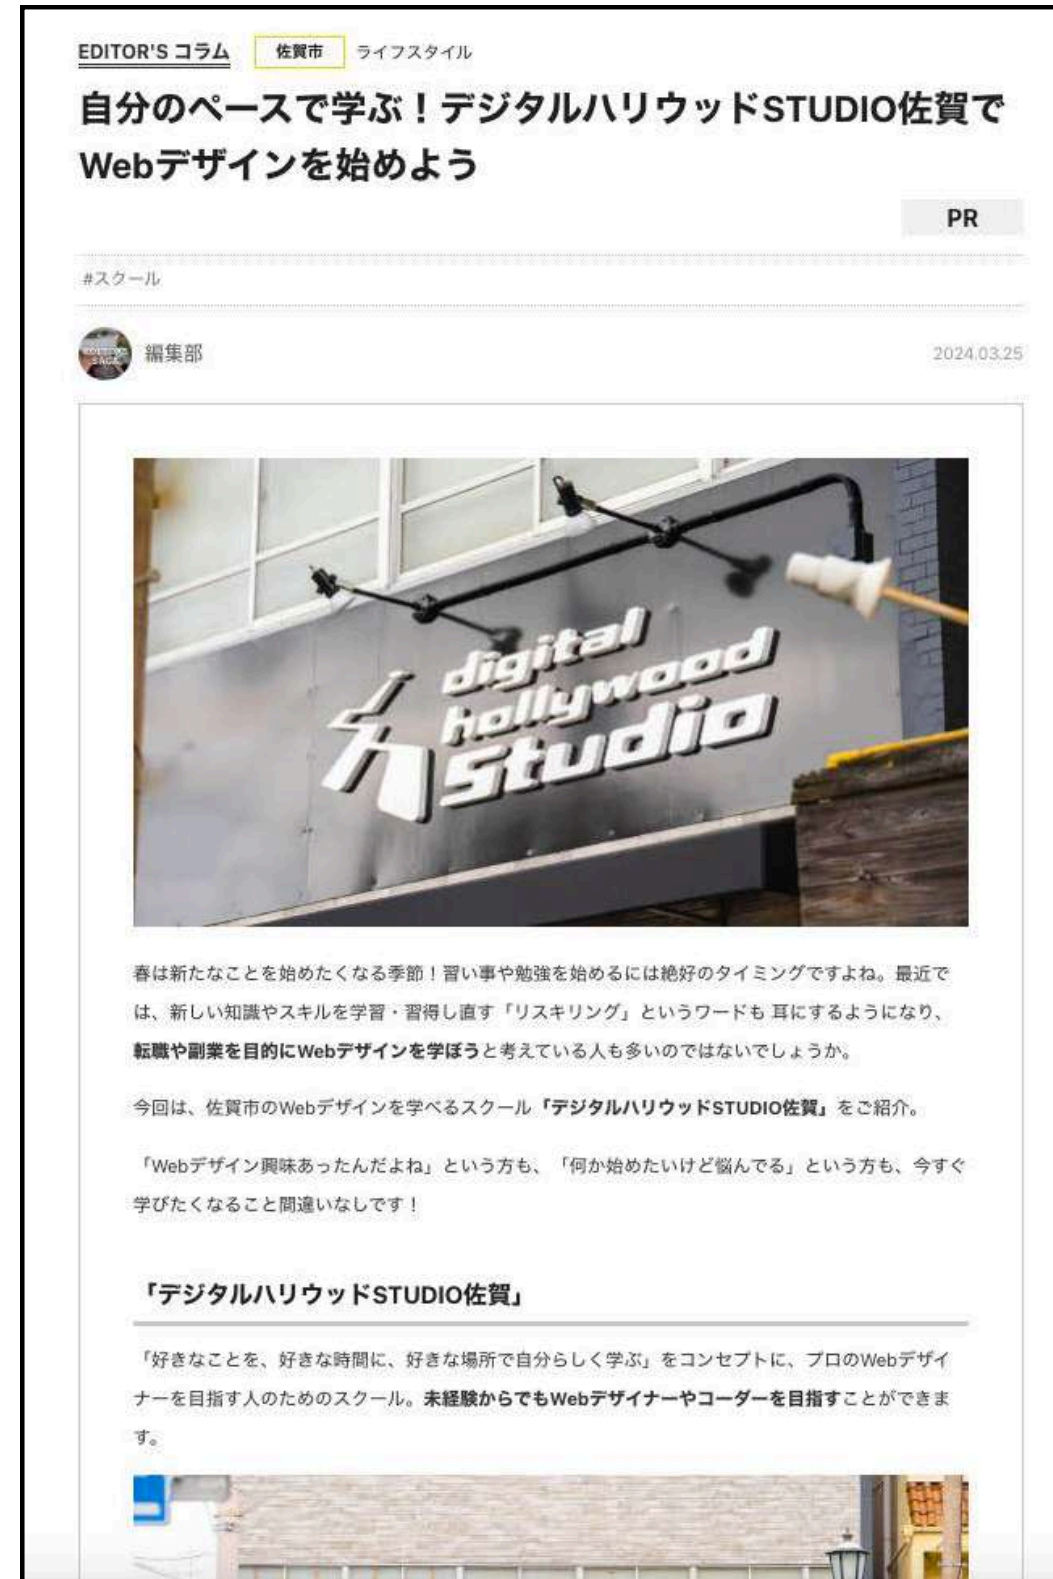 EDITOR'S コラム 佐賀市 ライフスタイル
自分のペースで学ぶ！デジタルハリウッドSTUDIO佐賀で
Webデザインを始めよう
PR
#スクール
編集部 2024.03.25
digital
hollywood
Studio
春は新たなことを始めたくなる季節！習い事や勉強を始めるには絶好のタイミングですよね。最近で
は、新しい知識やスキルを学習・習得し直す「リスキリング」というワードも 耳にするようになり、
転職や副業を目的にWebデザインを学ぼうと考えている人も多いのではないでしょうか。
今回は、佐賀市のWebデザインを学べるスクール「デジタルハリウッドSTUDIO佐賀」をご紹介。
「Webデザイン興味あったんだよね」という方も、「何か始めたいけど悩んでる」という方も、今すぐ
学びたくなること間違いなしです！
「デジタルハリウッドSTUDIO佐賀」
「好きなことを、好きな時間に、好きな場所で自分らしく学ぶ」をコンセプトに、プロのWebデザイ
ナーを目指す人のためのスクール。未経験からでもWebデザイナーやコーダーを目指すことができま
す。